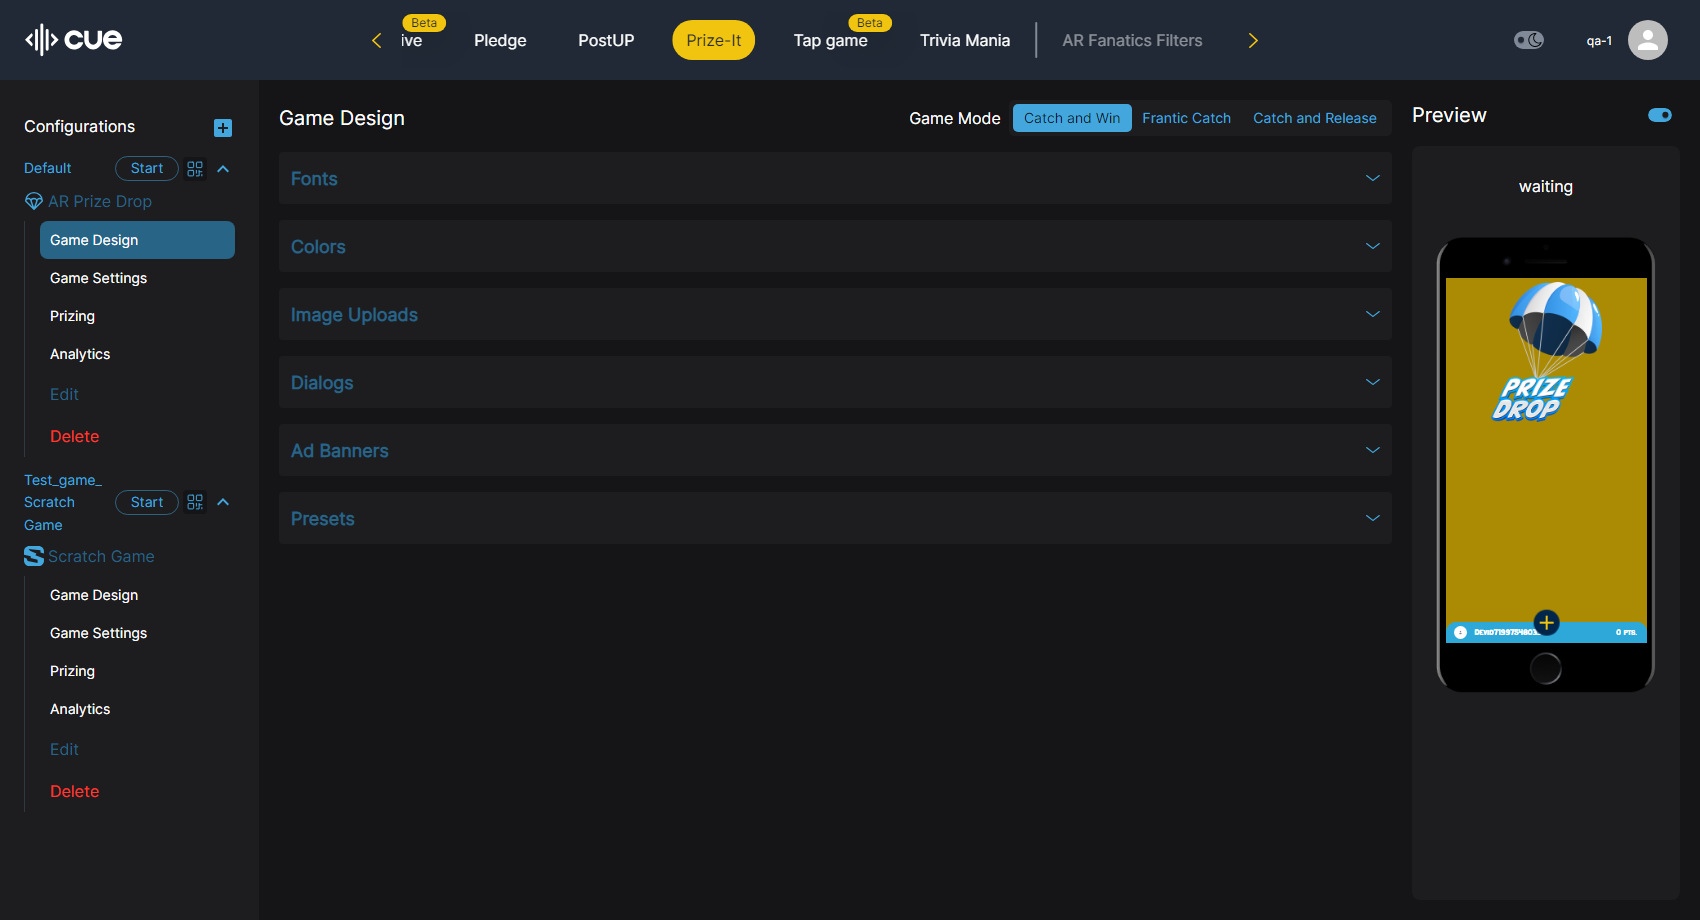 cue
Beta
ive
Pledge
PostUP
Prize-It
Beta
Tap game
Trivia Mania
AR Fanatics Filters
qa-1
Configurations
Default
Start
AR Prize Drop
Game Design
Game Settings
Prizing
Analytics
Edit
Delete
Test_game_
Scratch
Game
Start
Scratch Game
Game Design
Game Settings
Prizing
Analytics
Edit
Delete
Game Design
Game Mode
Catch and Win
Frantic Catch
Catch and Release
Fonts
Colors
Image Uploads
Dialogs
Ad Banners
Presets
Preview
waiting
PRIZE
DROP
0 PTS.